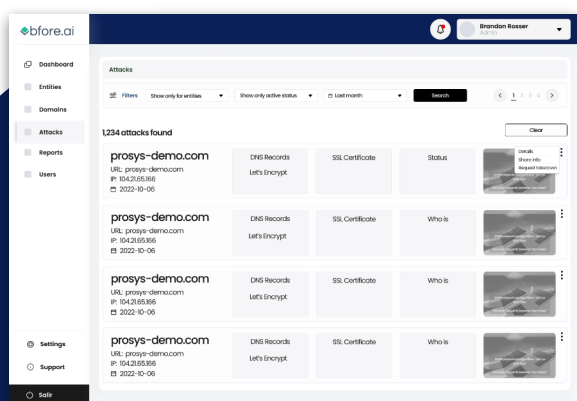 bfore.ai
Brandon Rosser
Admin
Dashboard
Entities
Domains
Attacks
Reports
Users
Settings
Support
Salir
Attacks
Filters
Show only for entities
Show only active status
Last month
Search
1 2 3 4
1,234 attacks found
Clear
prosys-demo.com
URL: prosys-demo.com
IP: 104.21.65.166
2022-10-06
DNS Records
Let's Encrypt
SSL Certificate
Status
Details
Share info
Request takedown
prosys-demo.com
URL: prosys-demo.com
IP: 104.21.65.166
2022-10-06
DNS Records
Let's Encrypt
SSL Certificate
Who is
prosys-demo.com
URL: prosys-demo.com
IP: 104.21.65.166
2022-10-06
DNS Records
Let's Encrypt
SSL Certificate
Who is
prosys-demo.com
URL: prosys-demo.com
IP: 104.21.65.166
2022-10-06
DNS Records
Let's Encrypt
SSL Certificate
Who is